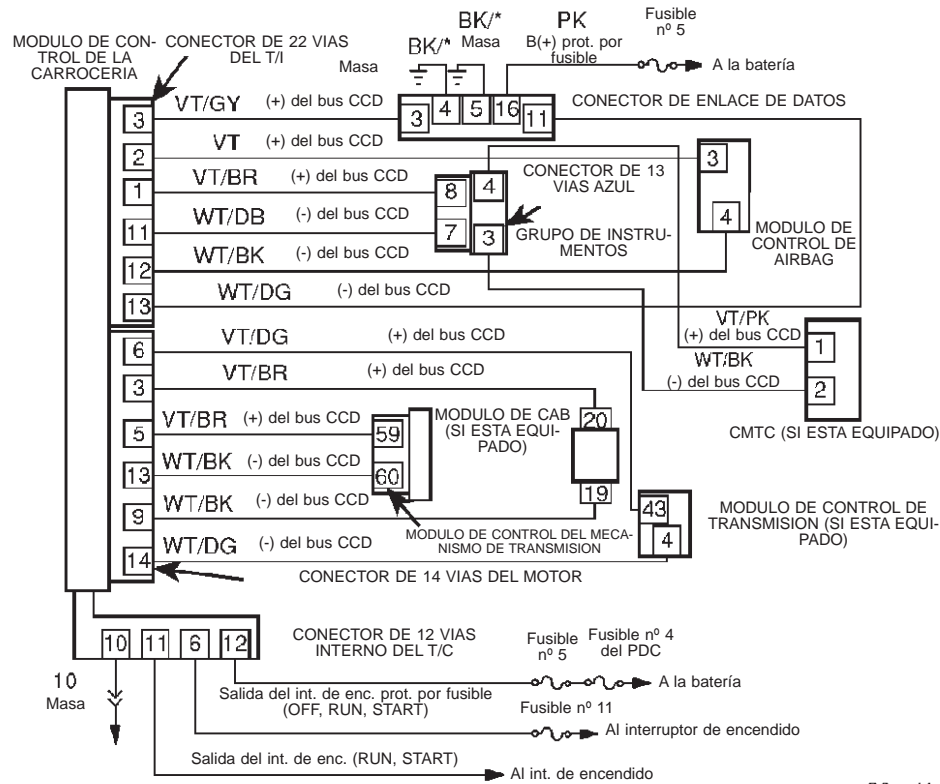 MODULO DE CON-
TROL DE LA
CARROCERIA
CONECTOR DE 22 VIAS
DEL T/I
BK/*
Masa
BK/*
Masa
PK
B(+) prot. por
fusible
Fusible
nº 5
A la batería
3
4
5
16
11
CONECTOR DE ENLACE DE DATOS
3
VT/GY
(+) del bus CCD
2
VT
(+) del bus CCD
1
VT/BR
(+) del bus CCD
11
WT/DB
(-) del bus CCD
12
WT/BK
(-) del bus CCD
13
WT/DG
(-) del bus CCD
8
4
7
3
CONECTOR DE 13
VIAS AZUL
GRUPO DE INSTRU-
MENTOS
3
4
MODULO DE
CONTROL DE
AIRBAG
VT/PK
(+) del bus CCD
1
WT/BK
(-) del bus CCD
2
CMTC (SI ESTA EQUIPADO)
6
VT/DG
(+) del bus CCD
3
VT/BR
(+) del bus CCD
5
VT/BR
(+) del bus CCD
59
13
WT/BK
(-) del bus CCD
60
9
WT/BK
(-) del bus CCD
14
WT/DG
(-) del bus CCD
MODULO DE CAB
(SI ESTA EQUI-
PADO)
20
19
MODULO DE CONTROL DEL MECA-
NISMO DE TRANSMISION
43
4
MODULO DE CONTROL DE
TRANSMISION (SI ESTA EQUI-
PADO)
CONECTOR DE 14 VIAS DEL MOTOR
10
11
6
12
CONECTOR DE 12 VIAS
INTERNO DEL T/C
10
Masa
Fusible
nº 5
Fusible nº 4
del PDC
A la batería
Salida del int. de enc. prot. por fusible
(OFF, RUN, START)
Fusible nº 11
Al interruptor de encendido
Salida del int. de enc. (RUN, START)
Al int. de encendido